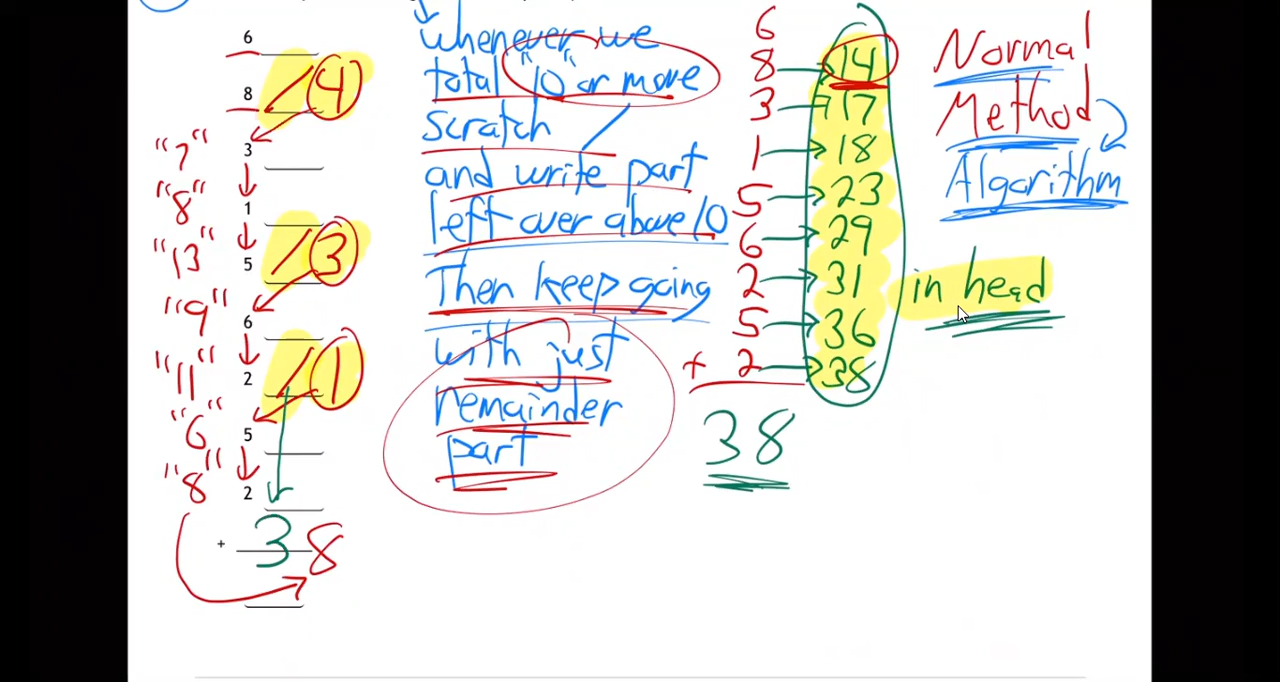 6
8 / 4
"7" 3
"8" 1
"13" 5 / 3
"9" 6
"11" 2 / 1
"6" 5
"8" 2
+ 3 8
whenever we
total "10" or more
scratch /
and write part
left over above 10
Then keep going
with just
remainder
part
6
8 14
3 17
1 18
5 23
6 29
2 31
5 36
+ 2 38
38
in head
Normal
Method
Algorithm